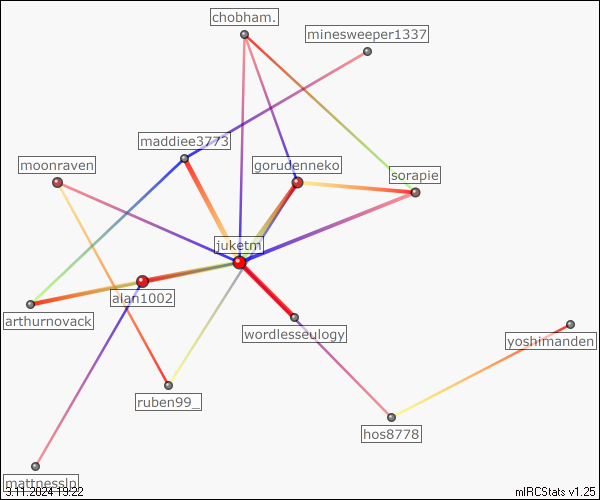 chobham.
minesweeper1337
maddiee3773
moonraven
gorudenneko
sorapie
juketm
alan1002
arthurnovack
wordlesseulogy
yoshimanden
ruben99_
hos8778
mattnessln
3.11.2024 19:22
mIRCStats v1.25